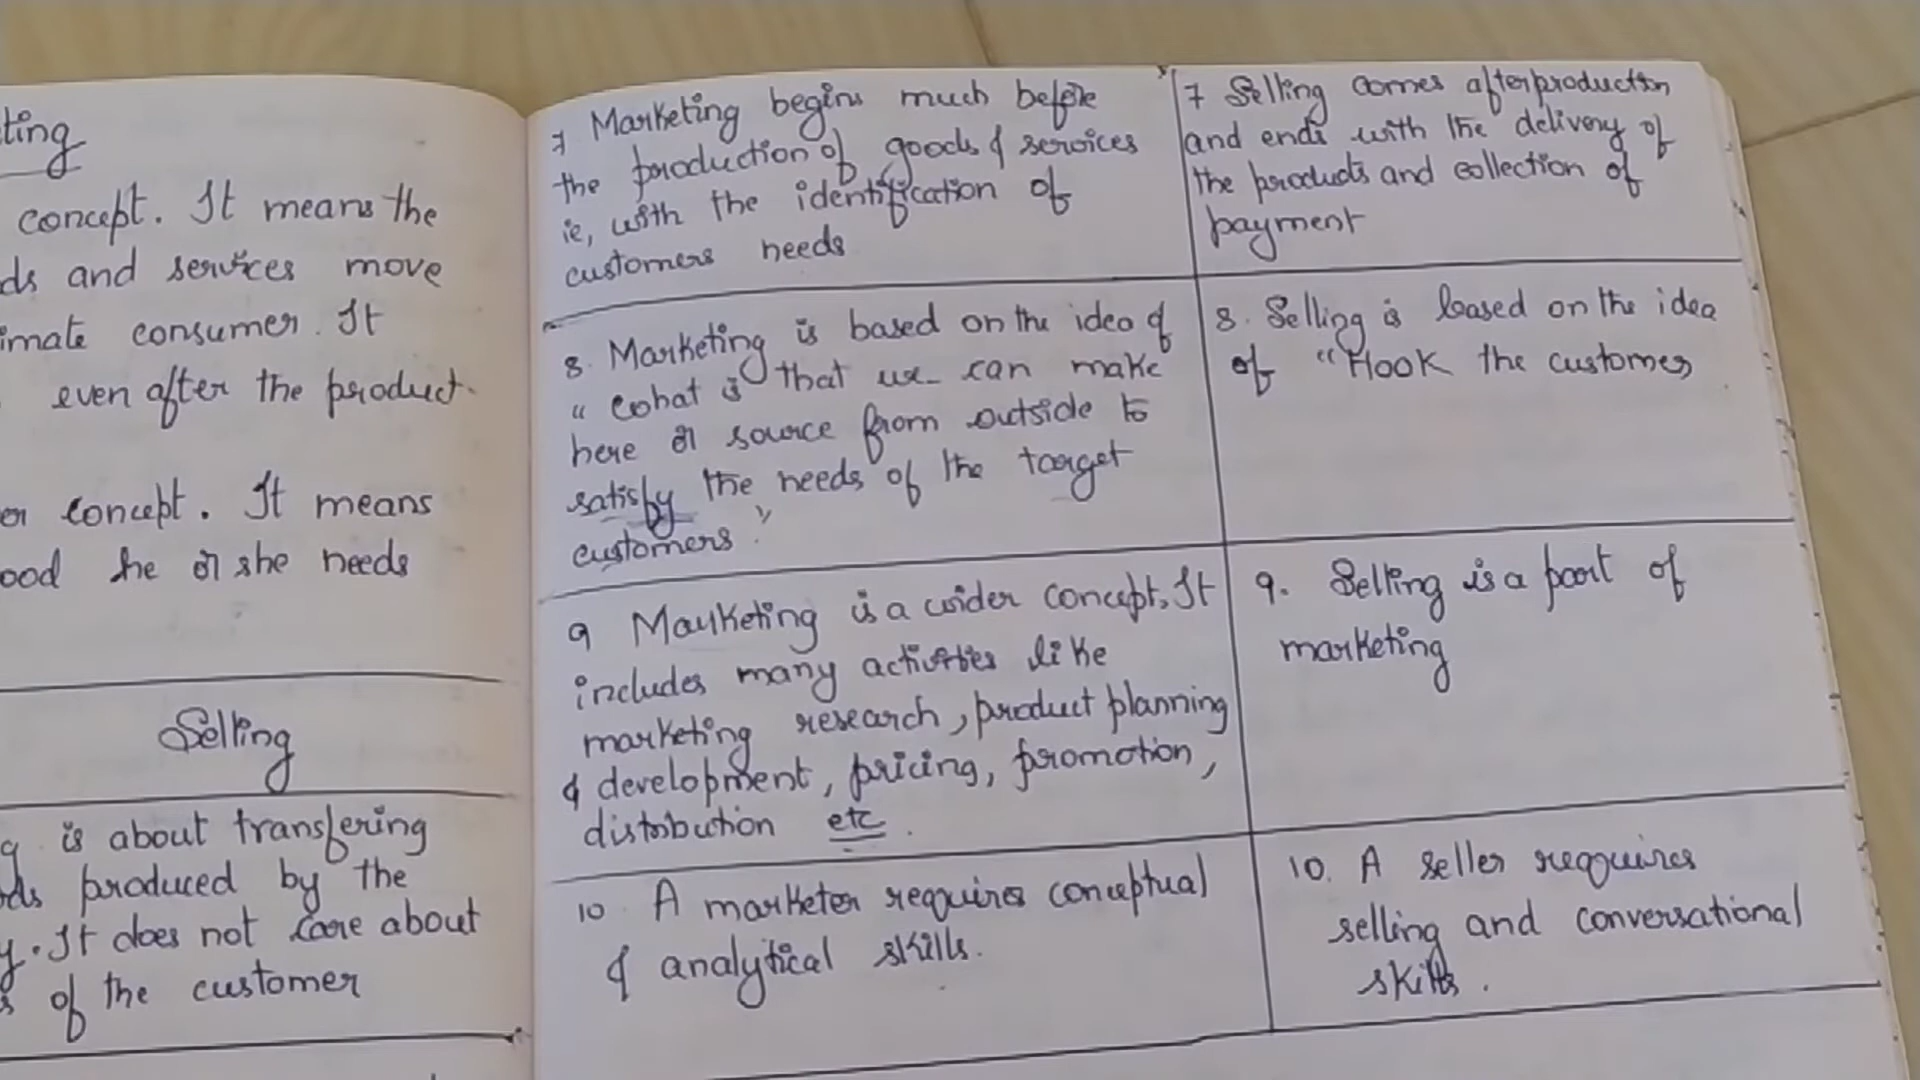 ting
concept. It means the
ds and services move
imate consumer. It
even after the product.
er concept. It means
ood she or she needs
Selling
g is about transfering
ods produced by the
y. It does not care about
s of the customer
7 Marketing begins much before
the production of goods & services
ie, with the identification of
customers needs
7 Selling comes after production
and ends with the delivery of
the products and collection of
payment
8. Marketing is based on the idea of
" What is that we can make
here or source from outside to
satisfy the needs of the target
customers "
8. Selling is based on the idea
of "Hook the customer,
9 Marketing is a wider concept, It
includes many activities like
marketing research, product planning
& development, pricing, promotion,
distribution etc.
9. Selling is a part of
marketing
10 A marketer requires conceptual
& analytical skills.
10. A seller requires
selling and conversational
skills.